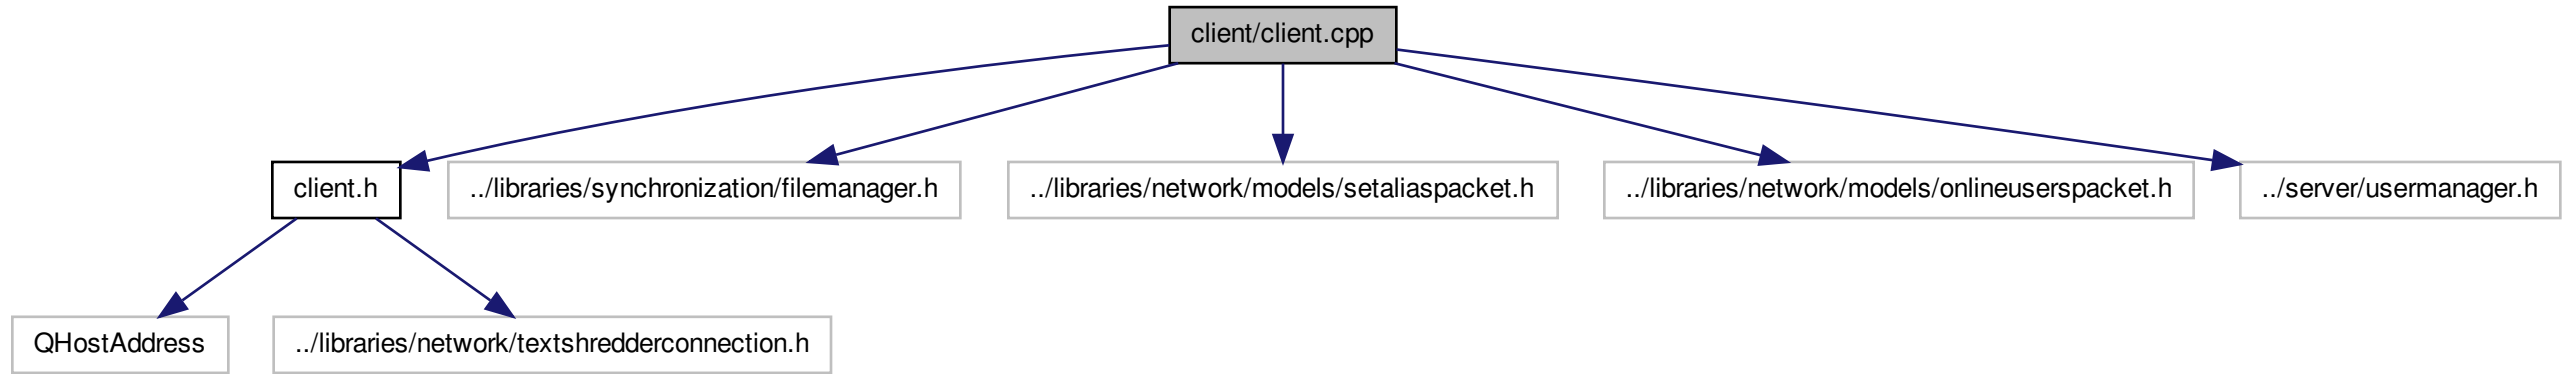 client/client.cpp
client.h
../libraries/synchronization/filemanager.h
../libraries/network/models/setaliaspacket.h
../libraries/network/models/onlineuserspacket.h
../server/usermanager.h
QHostAddress
../libraries/network/textshredderconnection.h